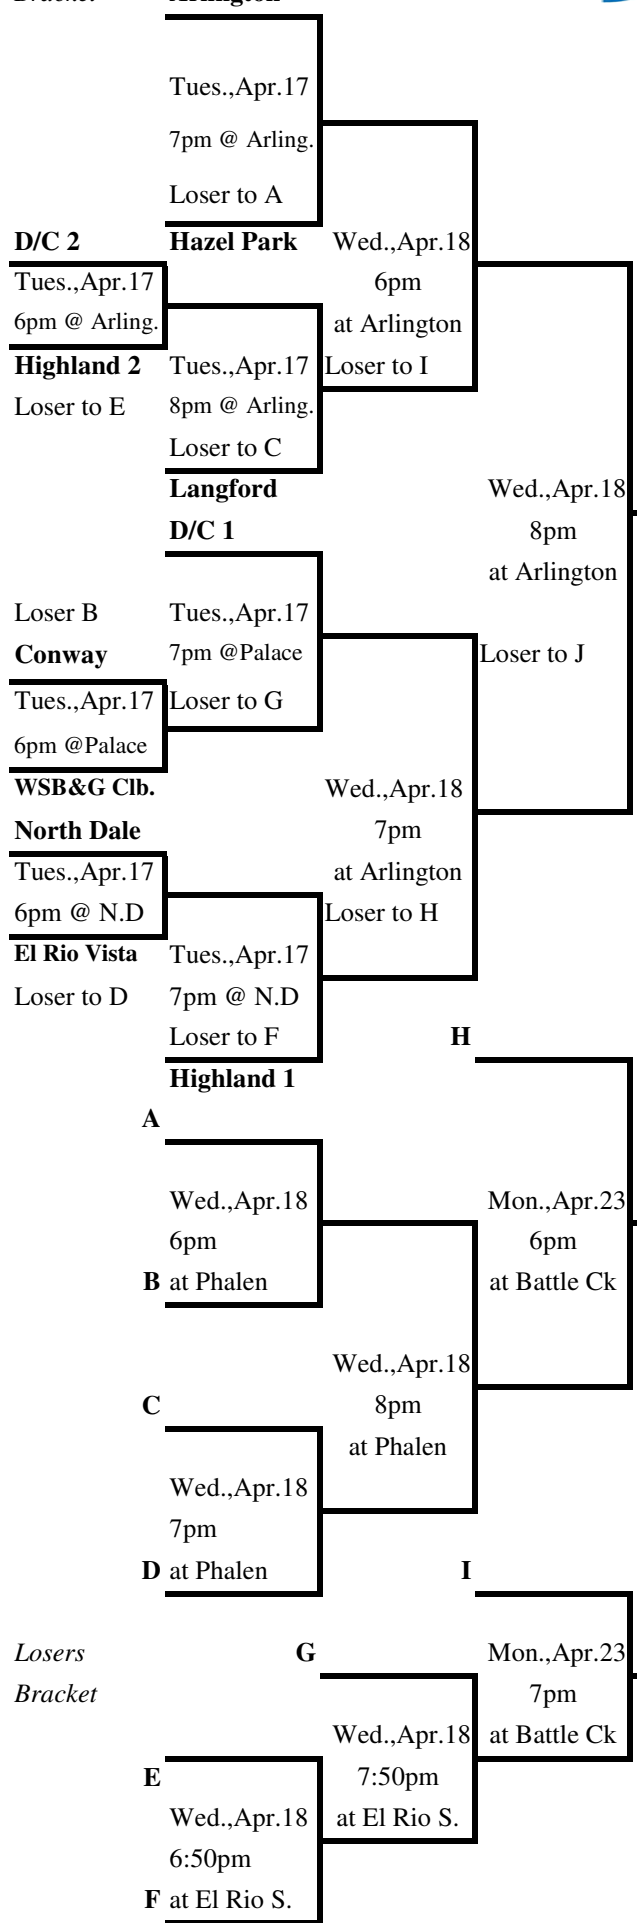 Tues.,Apr.17
7pm @ Arling.
Loser to A
D/C 2 Hazel Park Wed.,Apr.18
Tues.,Apr.17 6pm
6pm @ Arling. at Arlington
Highland 2 Tues.,Apr.17 Loser to I
Loser to E 8pm @ Arling.
Loser to C
Langford Wed.,Apr.18
D/C 1 8pm
at Arlington
Loser B Tues.,Apr.17
Conway 7pm @Palace Loser to J
Tues.,Apr.17 Loser to G
6pm @Palace
WSB&G Clb. Wed.,Apr.18
North Dale 7pm
Tues.,Apr.17 at Arlington
6pm @ N.D Loser to H
El Rio Vista Tues.,Apr.17
Loser to D 7pm @ N.D
Loser to F H
Highland 1
A
Wed.,Apr.18 Mon.,Apr.23
6pm 6pm
B at Phalen at Battle Ck
Wed.,Apr.18
C 8pm
at Phalen
Wed.,Apr.18
7pm
D at Phalen I
Losers G Mon.,Apr.23
Bracket 7pm
Wed.,Apr.18 at Battle Ck
E 7:50pm
Wed.,Apr.18 at El Rio S.
6:50pm
F at El Rio S.